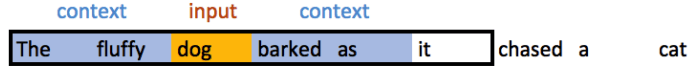 context input context
The fluffy dog barked as it chased a cat